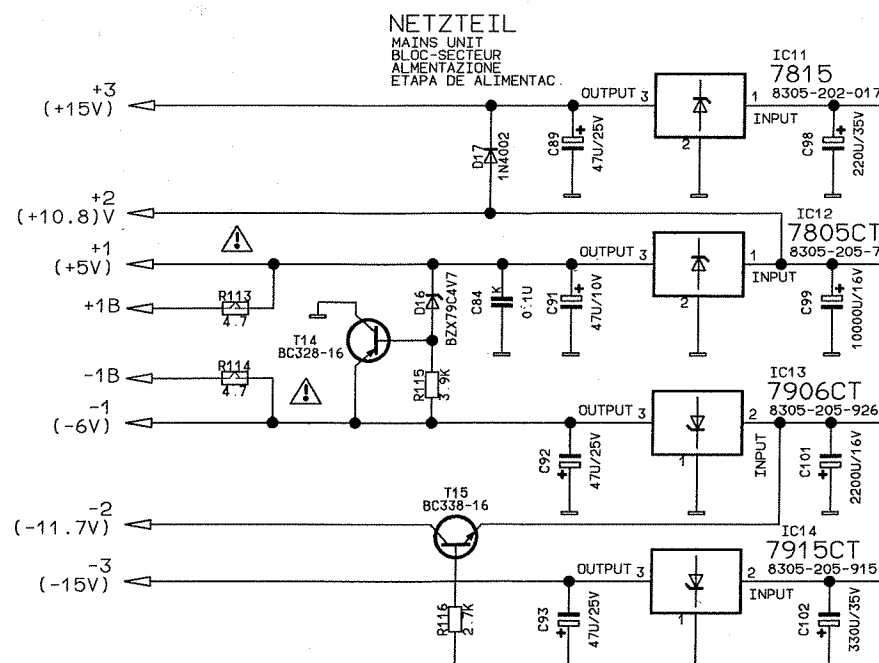 NETZTEIL
MAINS UNIT
BLOC-SECTEUR
ALMENTAZIONE
ETAPA DE ALIMENTAC.
IC11
7815
8305-202-017
+3
(+15V)
OUTPUT 3
1
INPUT
2
D17
1N4002
C89
47U/25V
C98
220U/35V
+2
(+10.8)V
IC12
7805CT
8305-205-7
+1
(+5V)
OUTPUT 3
1
INPUT
2
+1B
R113
4.7
D16
BZX79C4V7
C84
0.1U
K
C91
47U/10V
C99
10000U/16V
T14
BC328-16
-1B
R114
4.7
R115
3.9K
IC13
7906CT
8305-205-926
-1
(-6V)
OUTPUT 3
2
INPUT
1
C92
47U/25V
C101
2200U/16V
T15
BC338-16
-2
(-11.7V)
IC14
7915CT
8305-205-915
-3
(-15V)
OUTPUT 3
2
INPUT
1
R116
2.7K
C93
47U/25V
C102
330U/35V